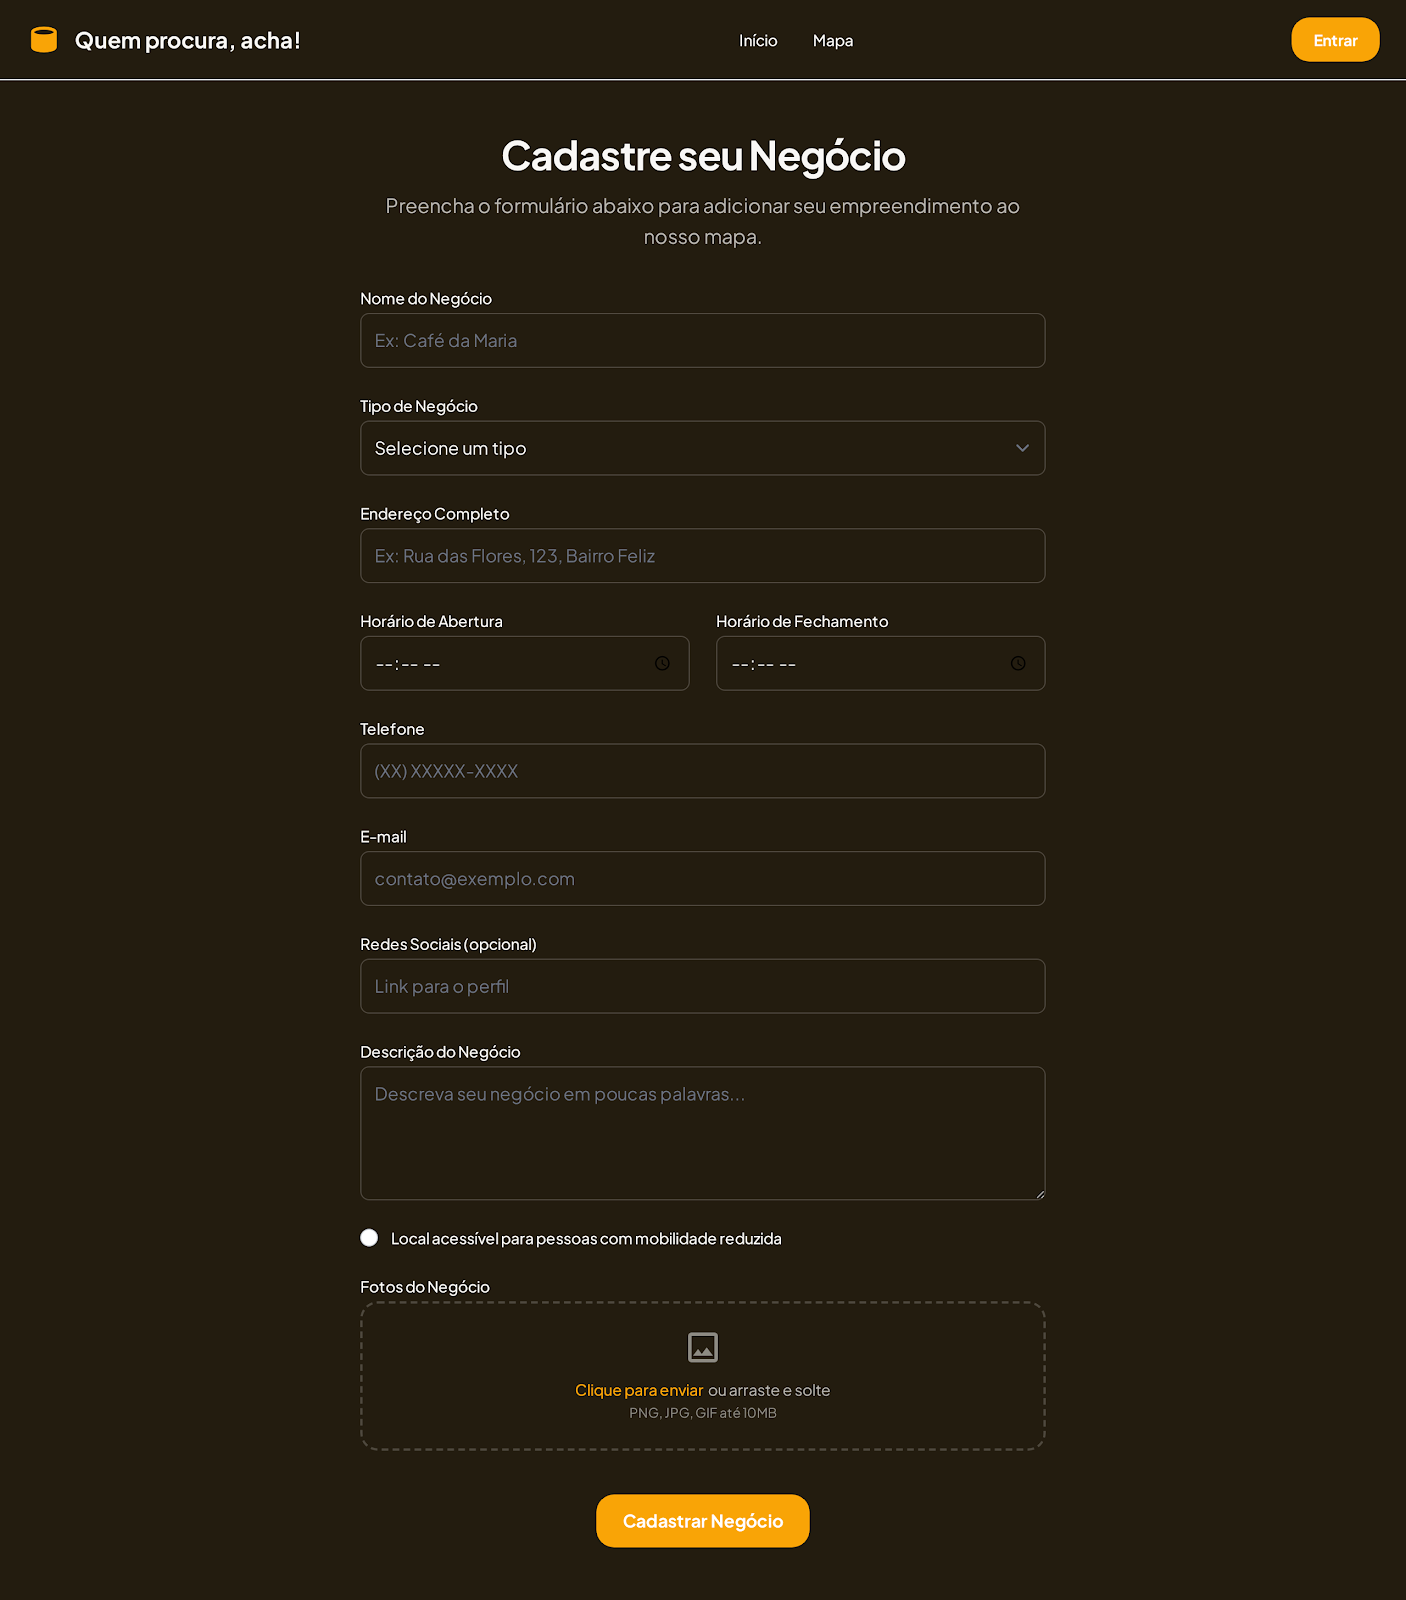 Quem procura, acha!
Início
Mapa
Entrar
Cadastre seu Negócio
Preencha o formulário abaixo para adicionar seu empreendimento ao
nosso mapa.
Nome do Negócio
Ex: Café da Maria
Tipo de Negócio
Selecione um tipo
Endereço Completo
Ex: Rua das Flores, 123, Bairro Feliz
Horário de Abertura
Horário de Fechamento
--:-- --
--:-- --
Telefone
(XX) XXXXX-XXXX
E-mail
contato@exemplo.com
Redes Sociais (opcional)
Link para o perfil
Descrição do Negócio
Descreva seu negócio em poucas palavras...
Local acessível para pessoas com mobilidade reduzida
Fotos do Negócio
Clique para enviar ou arraste e solte
PNG, JPG, GIF até 10MB
Cadastrar Negócio